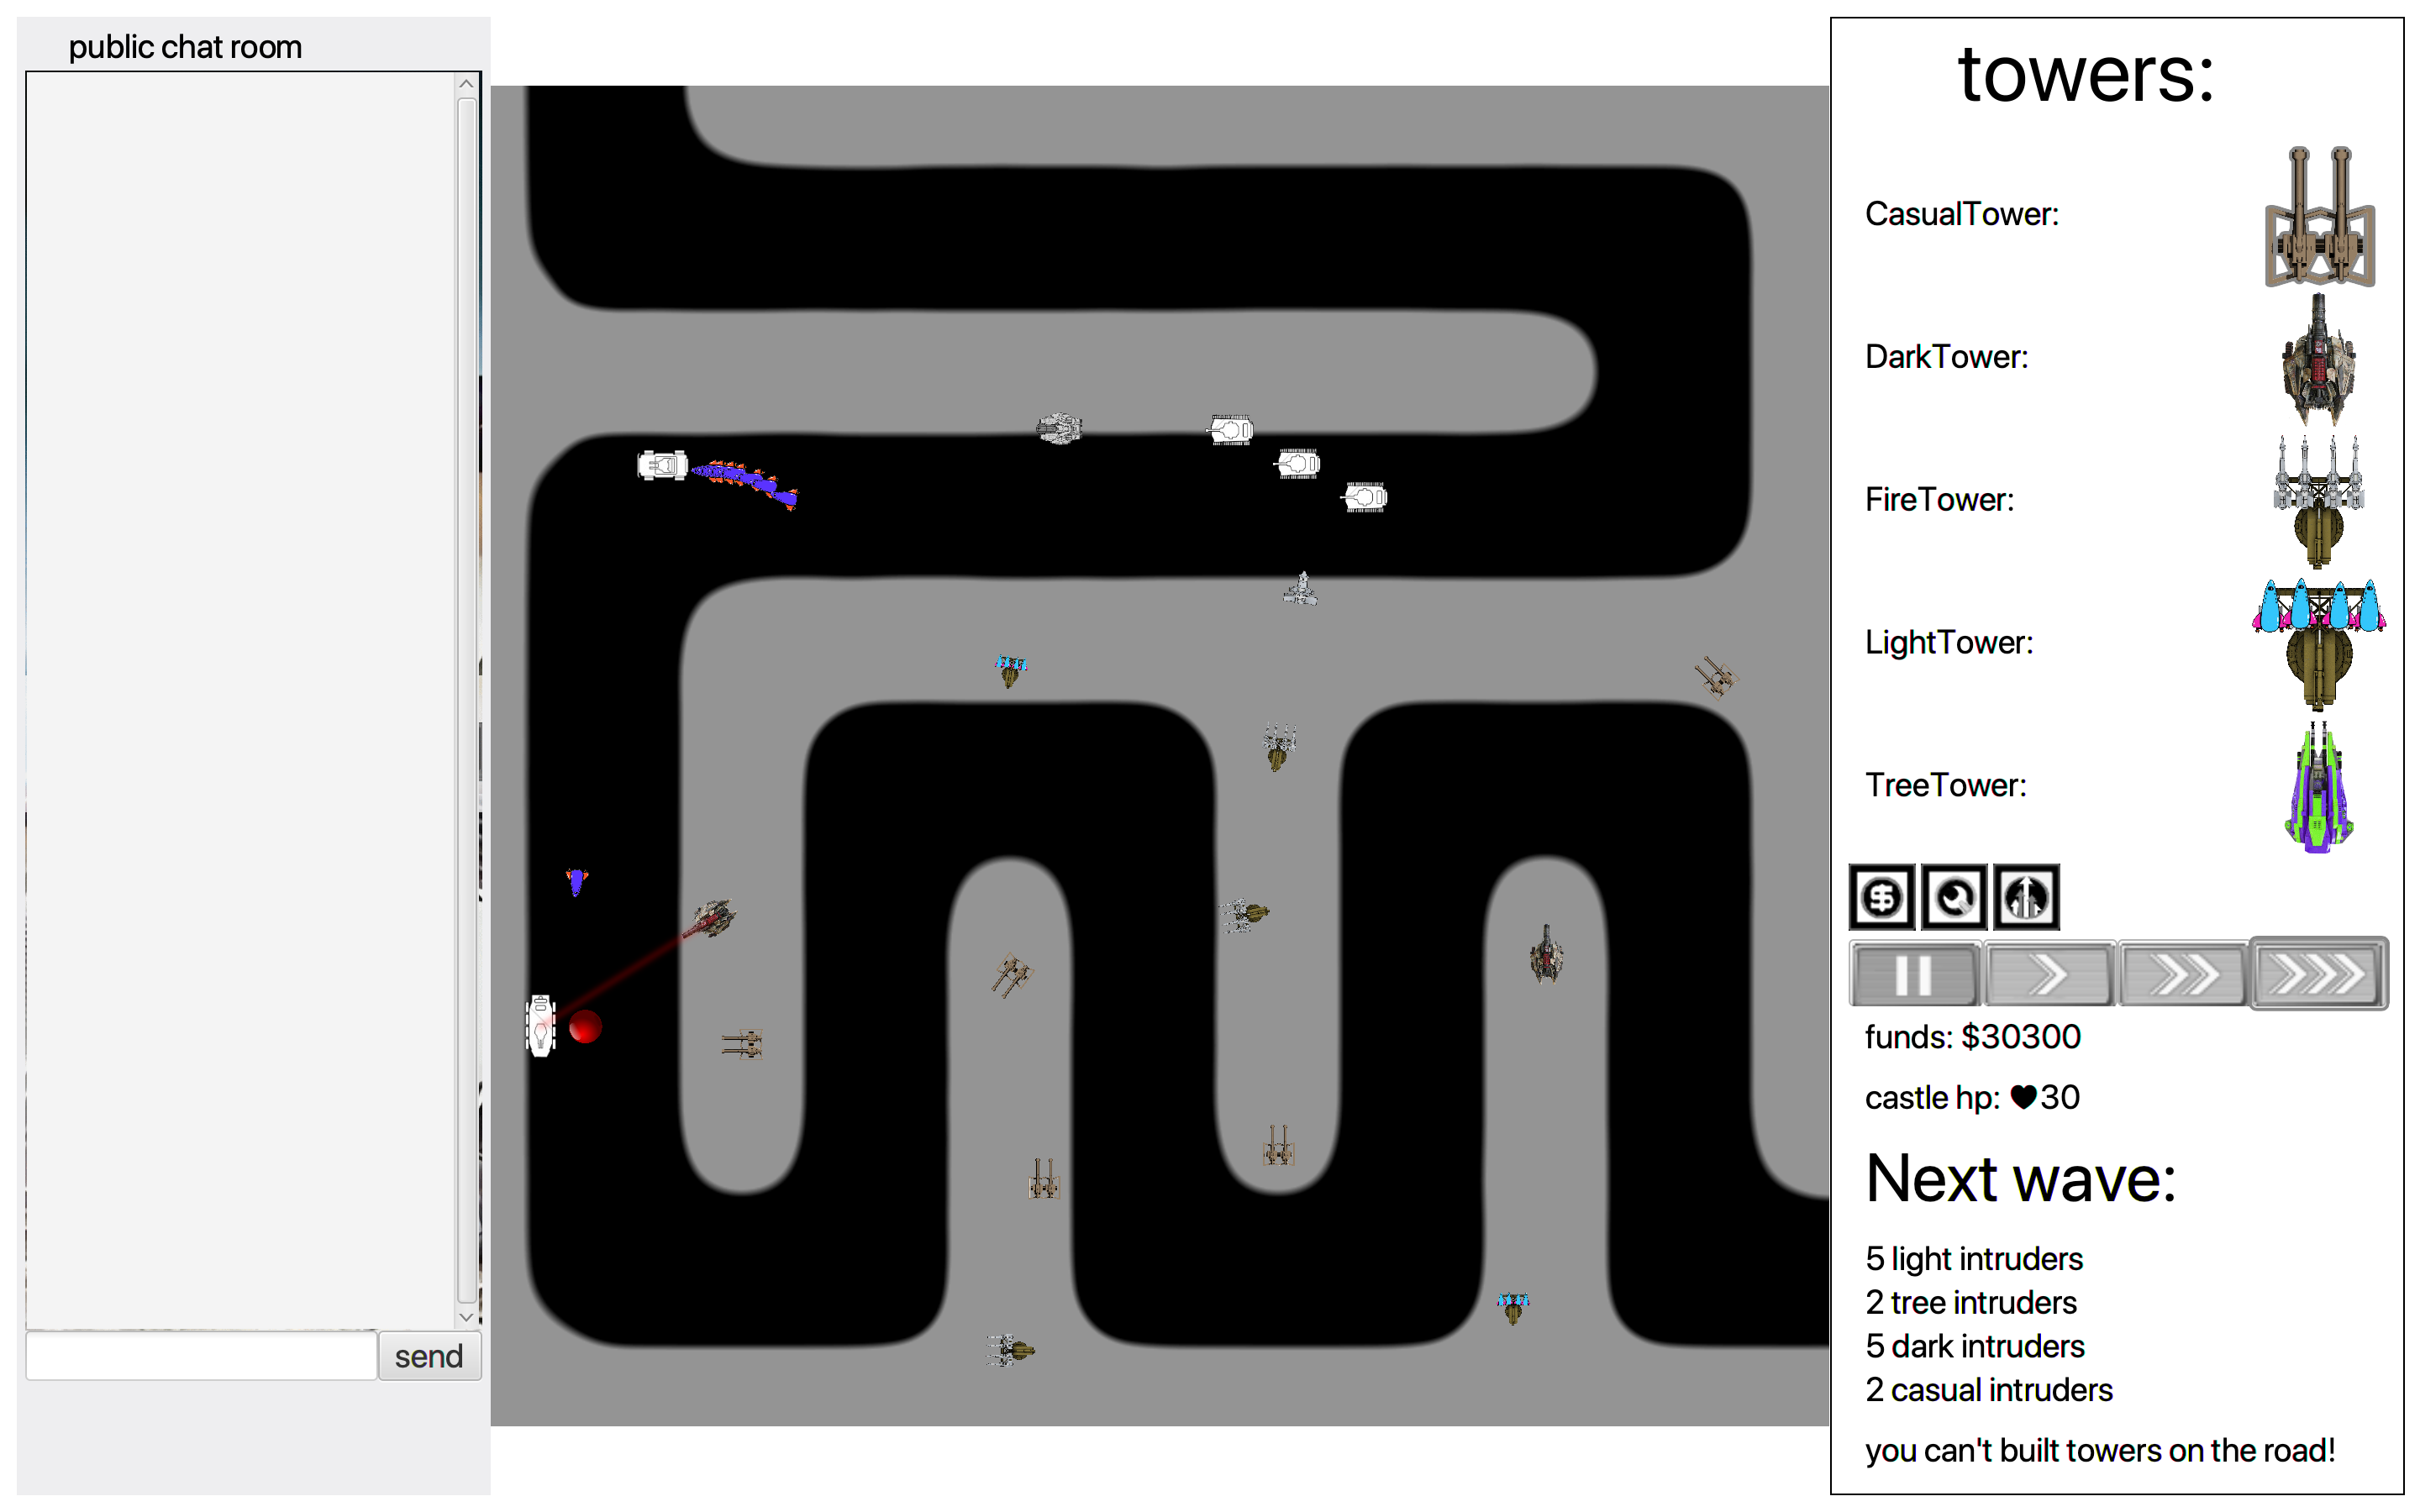 public chat room
send
towers:
CasualTower:
DarkTower:
FireTower:
LightTower:
TreeTower:
funds: $30300
castle hp: ♥30
Next wave:
5 light intruders
2 tree intruders
5 dark intruders
2 casual intruders
you can't built towers on the road!